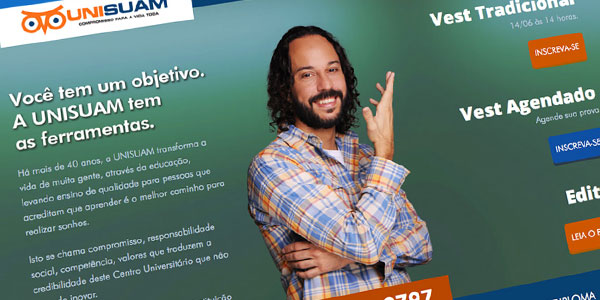 UNISUAM
COMPROMISSO PARA A VIDA TODA
Você tem um objetivo.
A UNISUAM tem
as ferramentas.
Há mais de 40 anos, a UNISUAM transforma a
vida de muita gente, através da educação,
levando ensino de qualidade para pessoas que
acreditam que aprender é o melhor caminho para
realizar sonhos.
Isto se chama compromisso, responsabilidade
social, competência, valores que traduzem a
credibilidade deste Centro Universitário que não
de inovar.
Vest Tradicional
14/06 às 14 horas.
INSCREVA-SE
Vest Agendado
Agende sua prova
INSCREVA-SE
Edit
LEIA O E
DIPLOMA